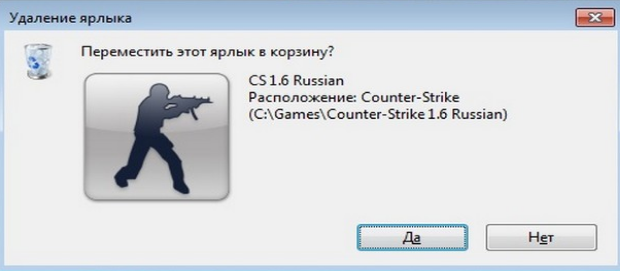 Удаление ярлыка
Переместить этот ярлык в корзину?
CS 1.6 Russian
Расположение: Counter-Strike
(C:\Games\Counter-Strike 1.6 Russian)
Да
Нет